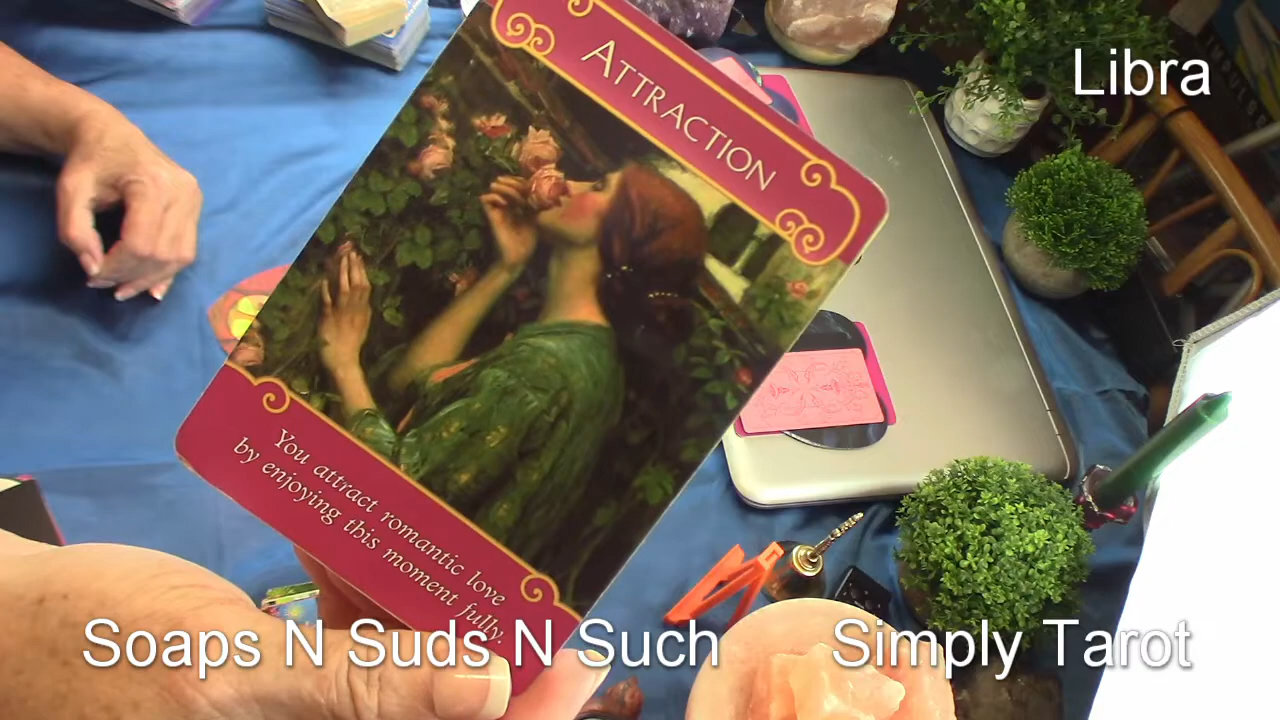 Libra
ATTRACTION
You attract romantic love
by enjoying this moment fully.
Soaps N Suds N Such
Simply Tarot